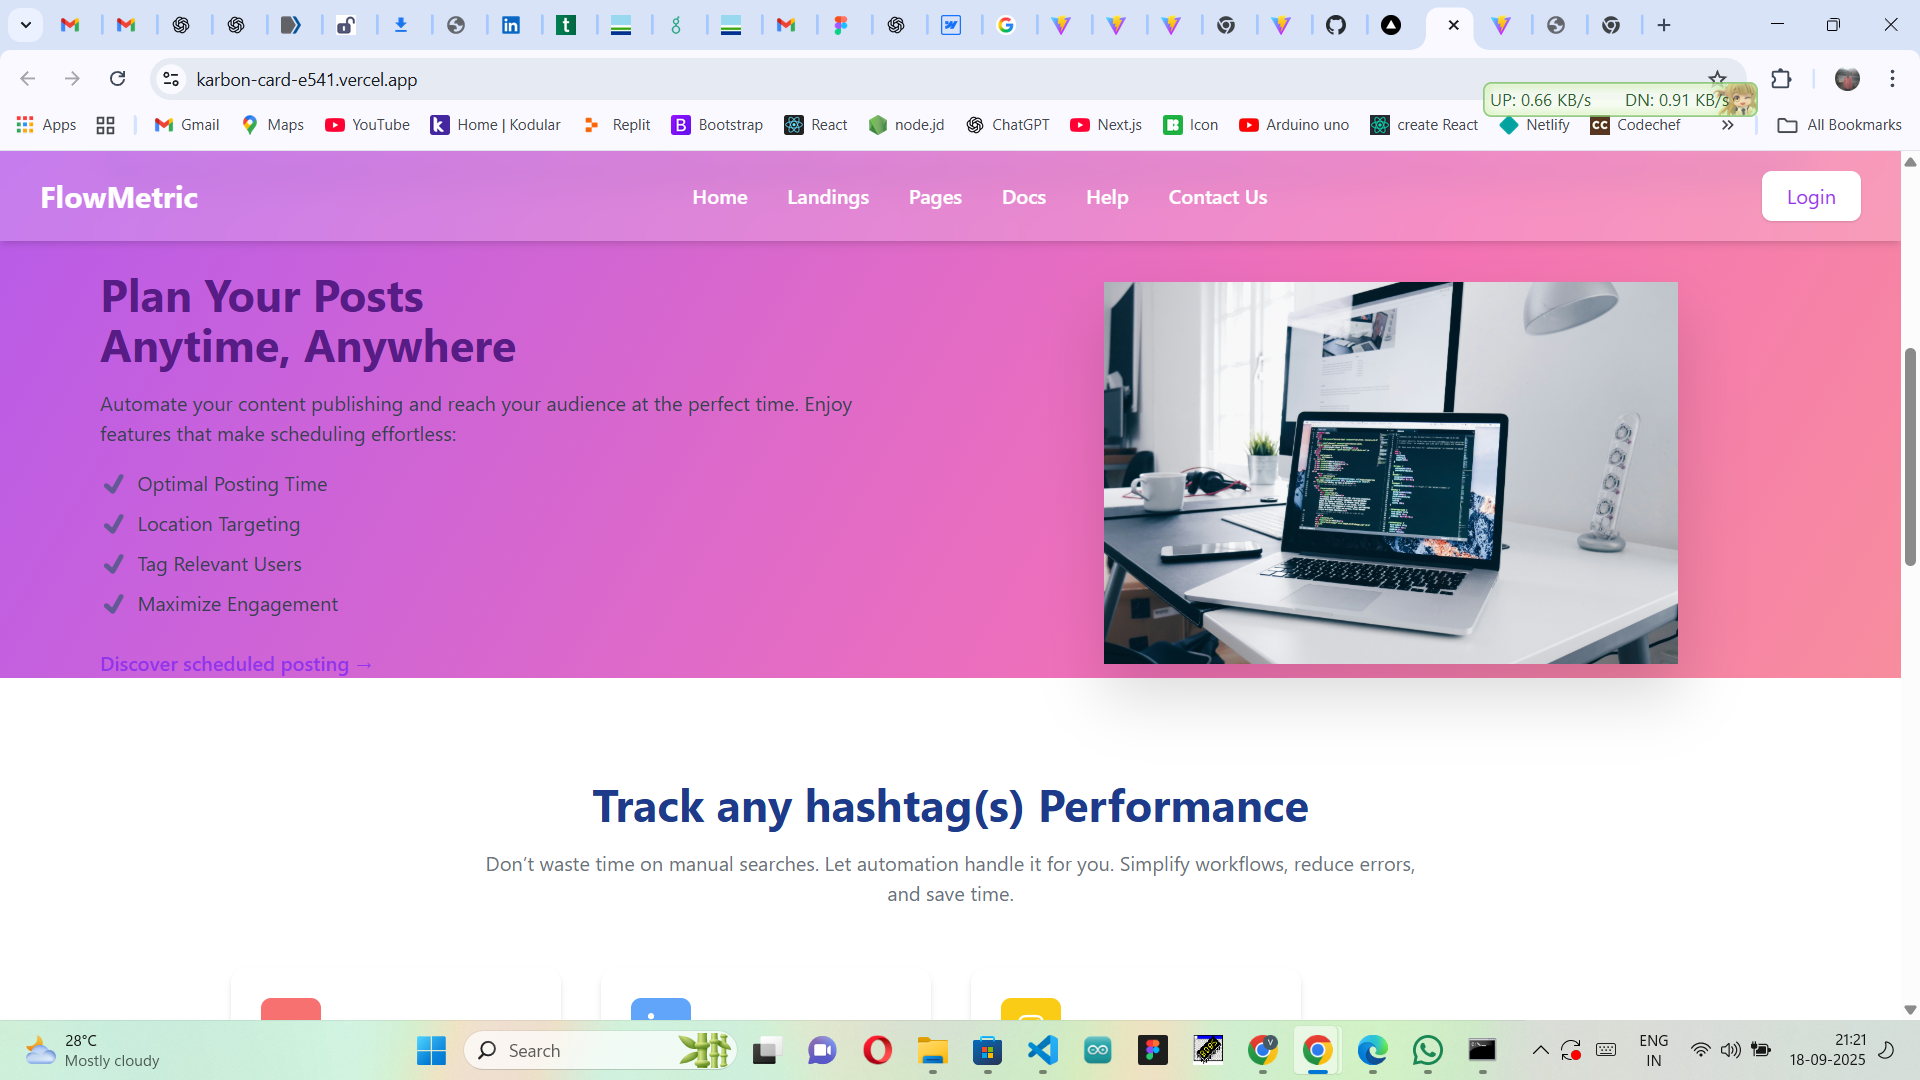 karbon-card-e541.vercel.app
UP: 0.66 KB/s DN: 0.91 KB/s
Apps Gmail Maps YouTube Home | Kodular Replit Bootstrap React node.jd ChatGPT Next.js Icon Arduino uno create React Netlify Codechef » All Bookmarks
FlowMetric Home Landings Pages Docs Help Contact Us Login
Plan Your Posts
Anytime, Anywhere
Automate your content publishing and reach your audience at the perfect time. Enjoy
features that make scheduling effortless:
✔ Optimal Posting Time
✔ Location Targeting
✔ Tag Relevant Users
✔ Maximize Engagement
Discover scheduled posting →
Track any hashtag(s) Performance
Don’t waste time on manual searches. Let automation handle it for you. Simplify workflows, reduce errors,
and save time.
28°C
Mostly cloudy
Search
ENG
IN
21:21
18-09-2025